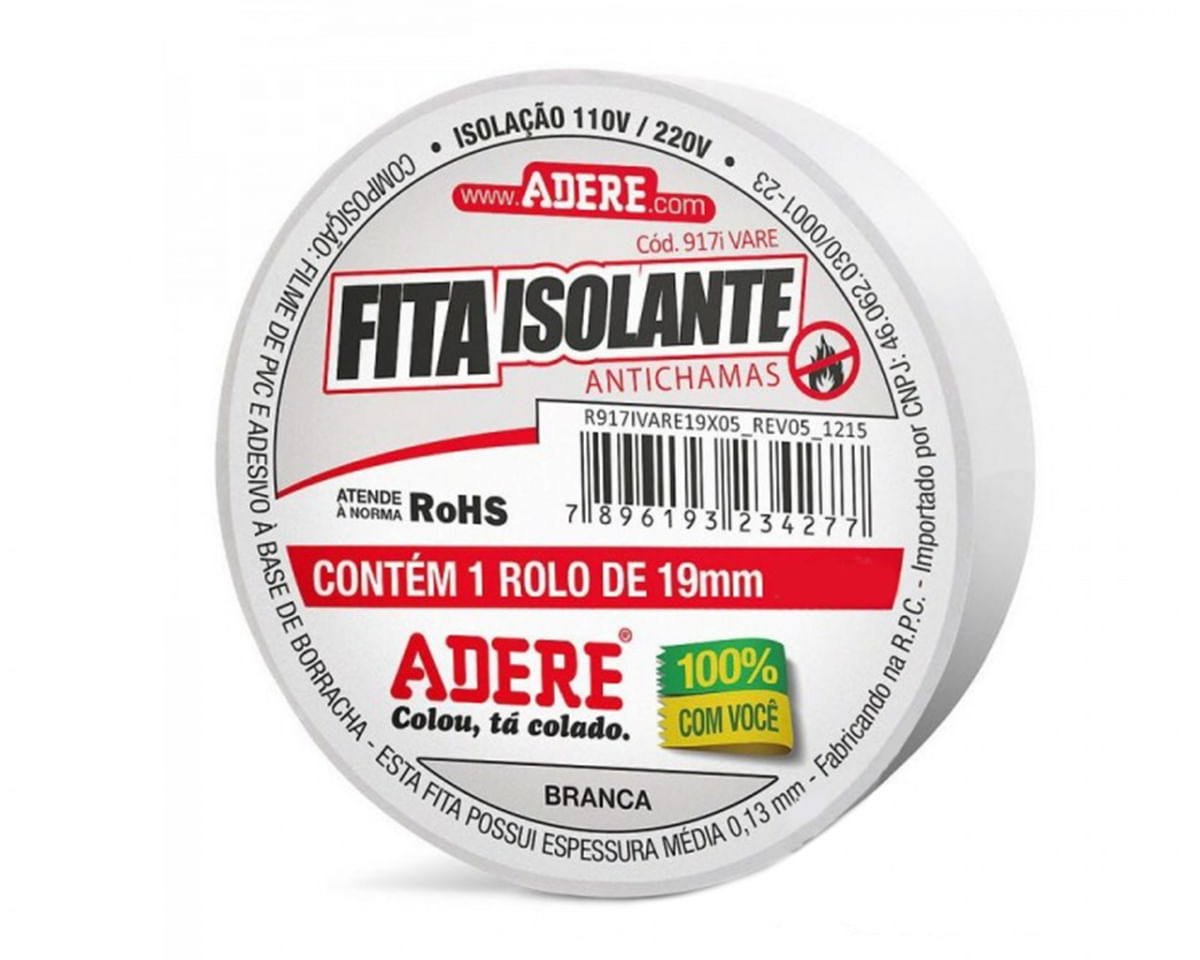 • ISOLAÇÃO 110V / 220V •
www.ADERE.com
Cód. 917i VARE
FITA ISOLANTE
ANTICHAMAS
R917IVARE19X05_REV05_1215
7 896193 234277
ATENDE
À NORMA RoHS
CONTÉM 1 ROLO DE 19mm
ADERE®
Colou, tá colado.
100%
COM VOCÊ
BRANCA
COMPOSIÇÃO: FILME DE PVC E ADESIVO À BASE DE BORRACHA - ESTA FITA POSSUI ESPESSURA MÉDIA 0,13 mm - Fabricando na R.P.C. - Importado por CNPJ: 46.062.030/0001-23